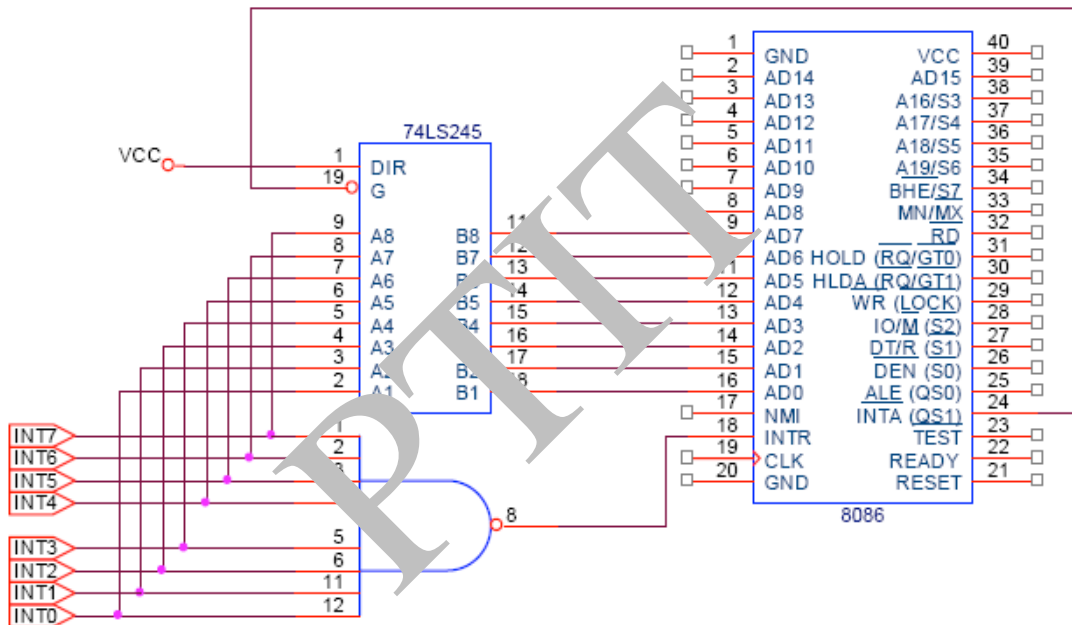 74LS245
VCC
1 DIR
19 G
9 A8 B8 11
8 A7 B7 12
7 A6 13
6 A5 B5 14
5 A4 B4 15
4 A3 16
3 A2 B2 17
2 A1 B1
INT7 1
INT6 2
INT5 3
INT4
INT3 5
INT2 6
INT1 11
INT0 12
8
PTIT
1 GND VCC 40
2 AD14 AD15 39
3 AD13 A16/S3 38
4 AD12 A17/S4 37
5 AD11 A18/S5 36
6 AD10 A19/S6 35
7 AD9 BHE/S7 34
8 AD8 MN/MX 33
9 AD7 RD 32
AD6 HOLD (RQ/GT0) 31
11 AD5 HLDA (RQ/GT1) 30
12 AD4 WR (LOCK) 29
13 AD3 IO/M (S2) 28
14 AD2 DT/R (S1) 27
15 AD1 DEN (S0) 26
16 AD0 ALE (QS0) 25
17 NMI INTA (QS1) 24
18 INTR TEST 23
19 CLK READY 22
20 GND RESET 21
8086